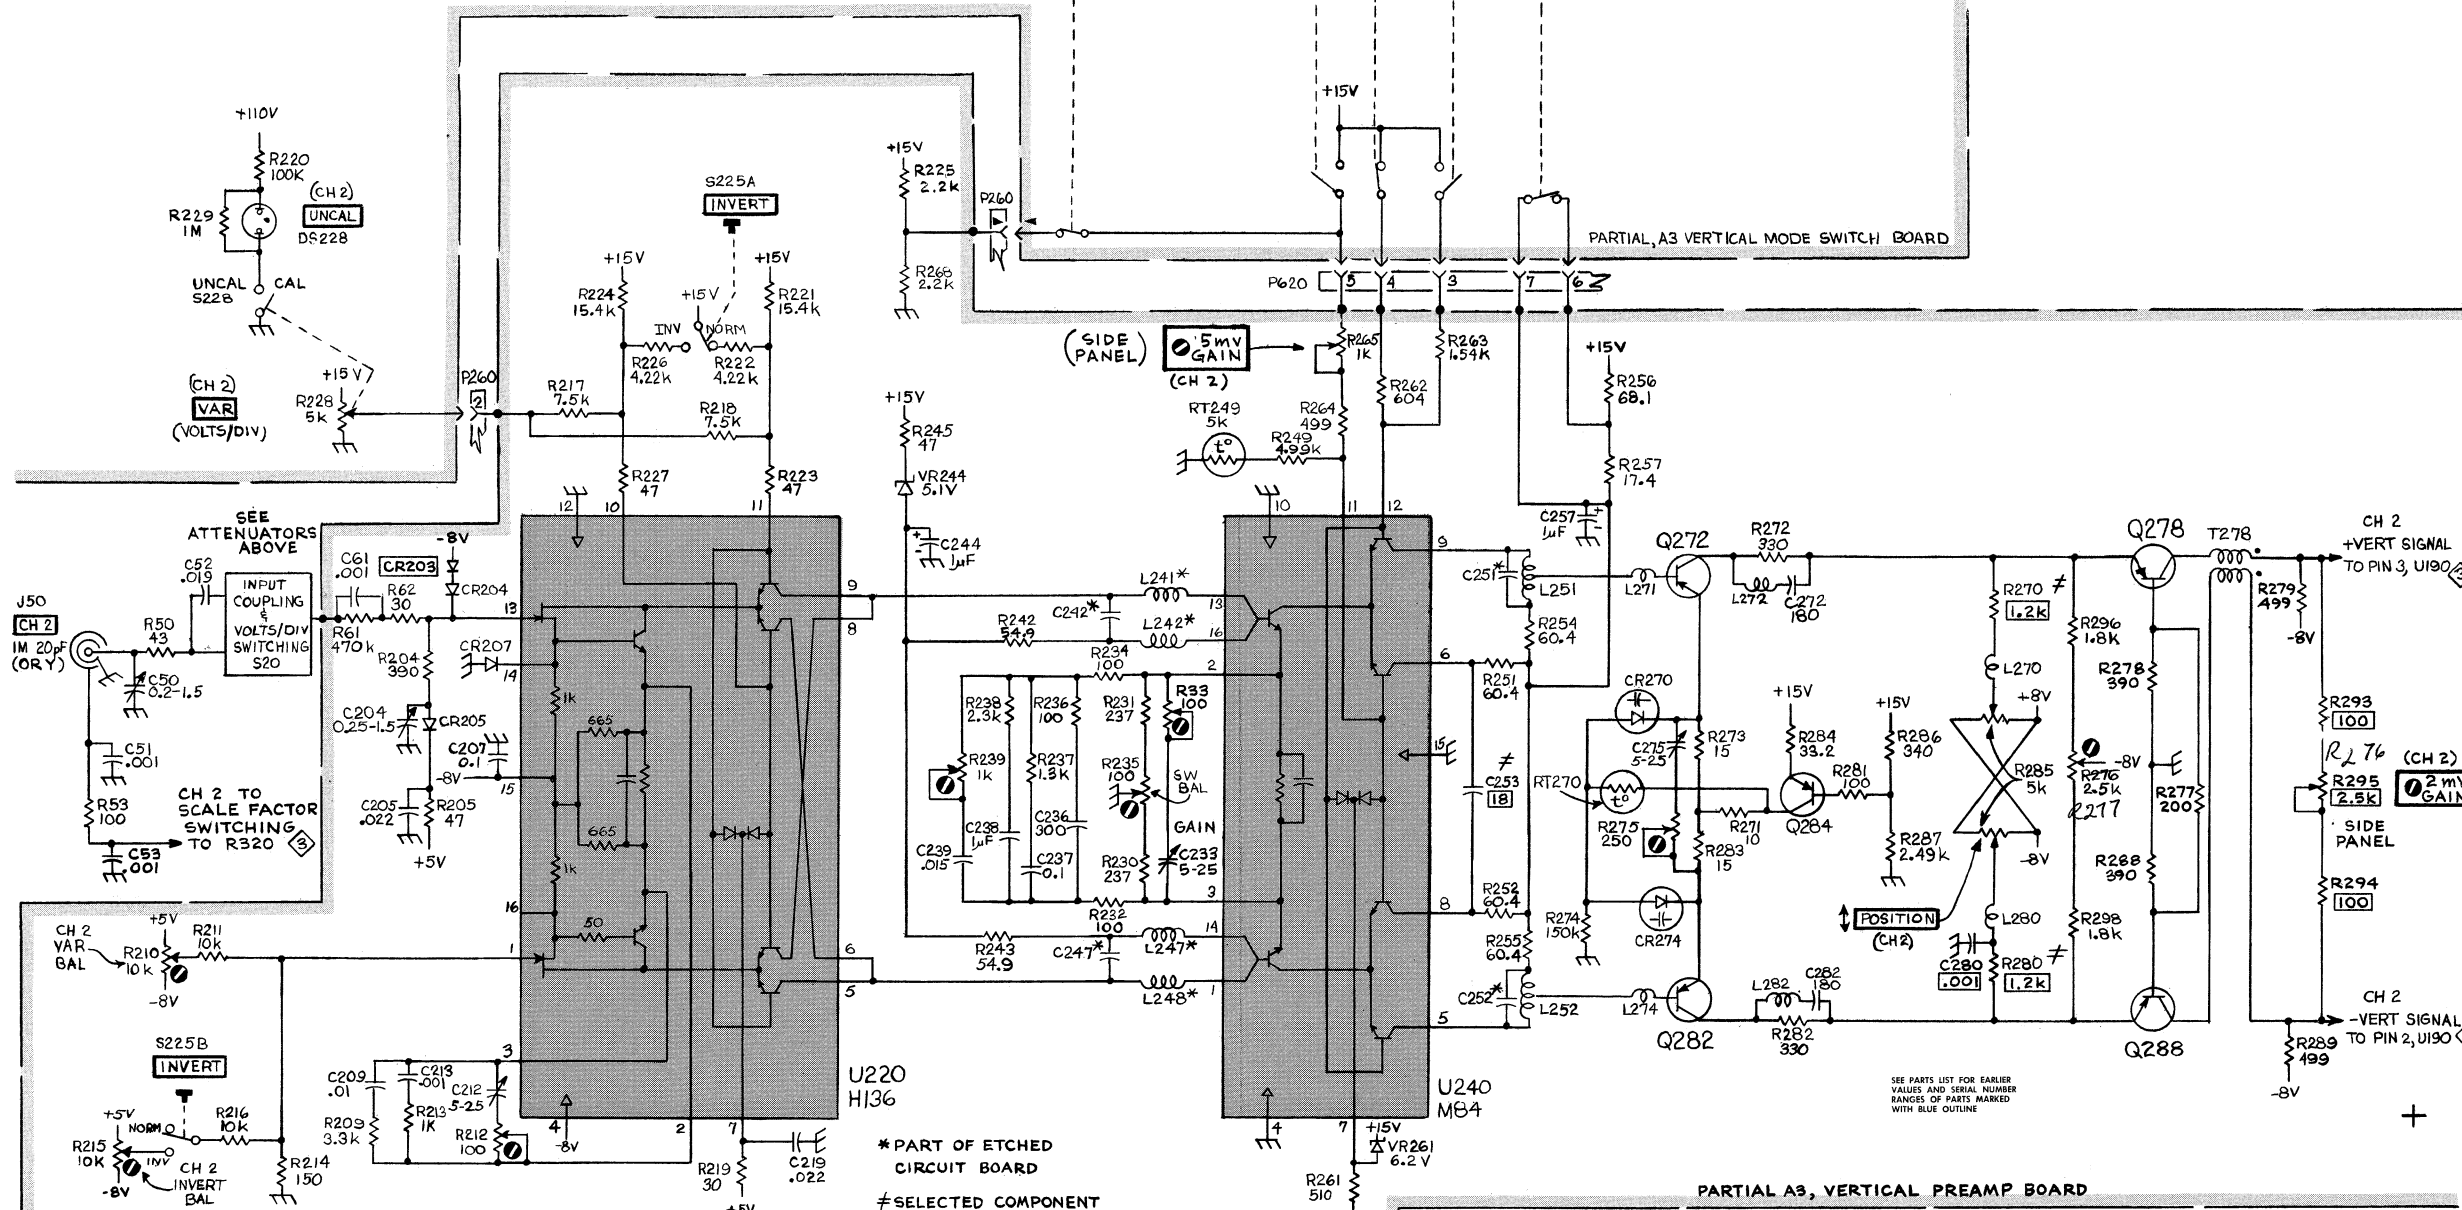 +110V
R220
100K
(CH 2)
UNCAL
DS228
R229
1M
UNCAL
CAL
S228
(CH 2)
VAR
(VOLTS/DIV)
+15V
R228
5k
P260
2
S225A
INVERT
+15V
R224
15.4k
+15V
+15V
R221
15.4k
INV
NORM
R226
4.22k
R222
4.22k
R217
7.5k
R218
7.5k
R227
47
R223
47
+15V
R225
2.2k
R268
2.2k
P260
+15V
PARTIAL, A3 VERTICAL MODE SWITCH BOARD
P620
5
4
3
7
6
(SIDE
PANEL)
5mV
GAIN
(CH 2)
R265
1K
R263
1.54K
R262
604
R264
499
RT249
5k
t°
R249
4.99k
+15V
R256
68.1
R257
17.4
C257
1µF
+15V
R245
47
VR244
5.1V
C244
1µF
SEE
ATTENUATORS
ABOVE
C52
.019
INPUT
COUPLING
&
VOLTS/DIV
SWITCHING
S20
J50
CH 2
1M 20pF
(OR Y)
R50
43
C50
0.2-1.5
C51
.001
R53
100
C53
.001
CH 2 TO
SCALE FACTOR
SWITCHING
TO R320
3
C61
.001
R61
470k
R62
30
CR203
-8V
CR204
R204
390
CR207
C204
0.25-1.5
CR205
C207
0.1
-8V
C205
.022
R205
47
+5V
12
10
11
13
14
15
16
1
3
4
2
7
9
8
6
5
1k
665
665
1k
50
-8V
U220
H136
+5V
CH 2
VAR
BAL
R210
10k
R211
10k
-8V
S225B
INVERT
+5V
NORM
INV
R215
10K
-8V
CH 2
INVERT
BAL
R216
10K
R214
150
C209
.01
R209
3.3k
C213
.001
R213
1K
C212
5-25
R212
100
R219
30
+5V
C219
.022
L241*
C242*
L242*
R242
54.9
R234
100
R238
2.3k
R236
100
R231
237
R33
100
R239
1k
R237
1.3K
R235
100
SW
BAL
GAIN
C239
.015
C238
1µF
C236
300
C237
0.1
R230
237
C233
5-25
R232
100
R243
54.9
C247*
L247*
L248*
10
11
12
13
16
2
3
14
1
4
7
9
6
15
8
5
U240
M84
+15V
VR261
6.2V
R261
510
* PART OF ETCHED
CIRCUIT BOARD
≠ SELECTED COMPONENT
C251*
L251
R254
60.4
R251
60.4
≠
C253
18
R252
60.4
R255
60.4
C252*
L252
L271
Q272
R272
330
L272
C272
180
CR270
C275
5-25
R273
15
RT270
t°
R275
250
R271
10
R283
15
R274
150k
CR274
L274
Q282
+15V
R284
33.2
Q284
R281
100
+15V
R286
340
R287
2.49k
L282
C282
180
R282
330
R270 ≠
1.2K
L270
+8V
R285
5k
-8V
POSITION
(CH2)
L280
C280
.001
R280 ≠
1.2K
R296
1.8K
-8V
R276
2.5k
R277
R298
1.8k
Q278
R278
390
R277
200
R268
390
Q288
T278
R279
499
-8V
R293
100
R276
R295
2.5k
SIDE
PANEL
R294
100
R289
499
-8V
CH 2
+VERT SIGNAL
TO PIN 3, U190
(CH 2)
2 mV
GAIN
CH 2
-VERT SIGNAL
TO PIN 2, U190
SEE PARTS LIST FOR EARLIER
VALUES AND SERIAL NUMBER
RANGES OF PARTS MARKED
WITH BLUE OUTLINE
PARTIAL A3, VERTICAL PREAMP BOARD